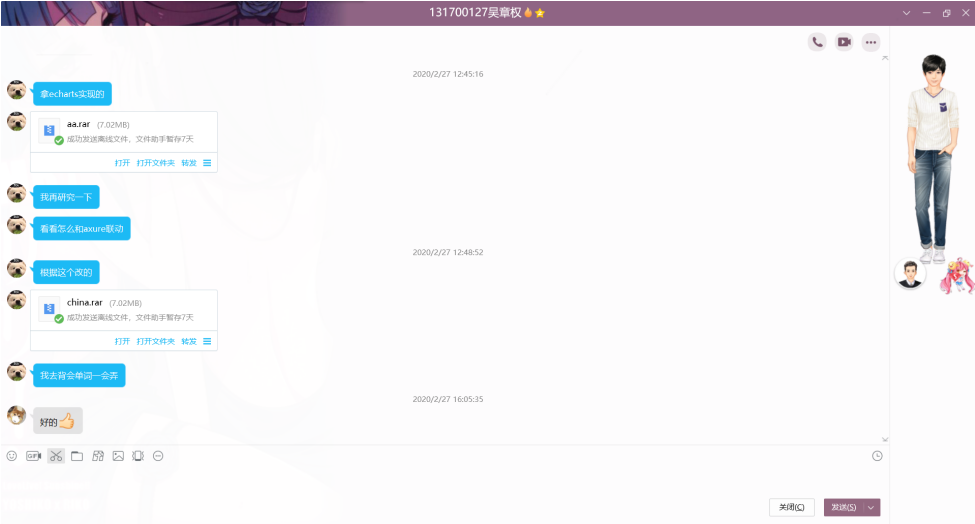 131700127吴章权
2020/2/27 12:45:16
拿echarts实现的
aa.rar (7.02MB)
成功发送离线文件，文件助手暂存7天
打开 打开文件夹 转发
我再研究一下
看看怎么和axure联动
2020/2/27 12:48:52
根据这个改的
china.rar (7.02MB)
成功发送离线文件，文件助手暂存7天
打开 打开文件夹 转发
我去背会单词一会弄
2020/2/27 16:05:35
好的
GIF
关闭(C) 发送(S)